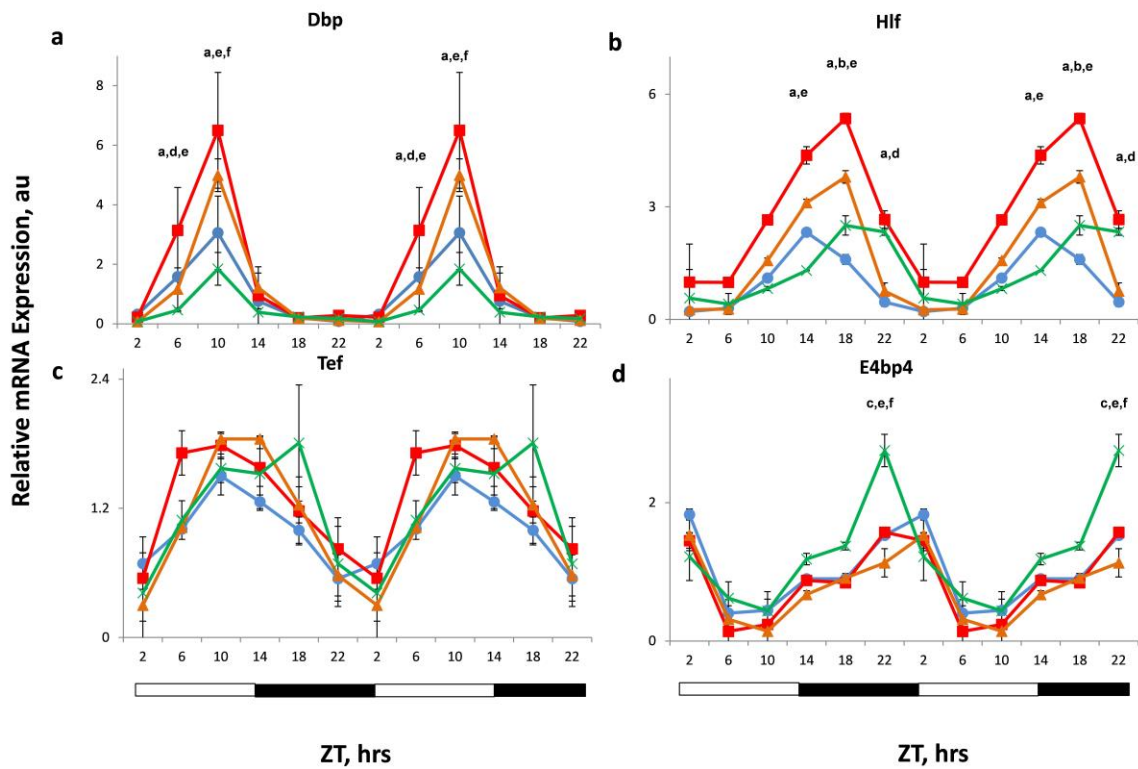 Dbp
a
a,e,f
a,e,f
a,d,e
a,d,e
8
6
4
2
0
2 6 10 14 18 22 2 6 10 14 18 22
Hlf
b
a,b,e
a,b,e
a,e
a,e
a,d
a,d
6
3
0
2 6 10 14 18 22 2 6 10 14 18 22
Relative mRNA Expression, au
Tef
c
2.4
1.2
0
2 6 10 14 18 22 2 6 10 14 18 22
E4bp4
d
c,e,f
c,e,f
2
0
2 6 10 14 18 22 2 6 10 14 18 22
ZT, hrs
ZT, hrs